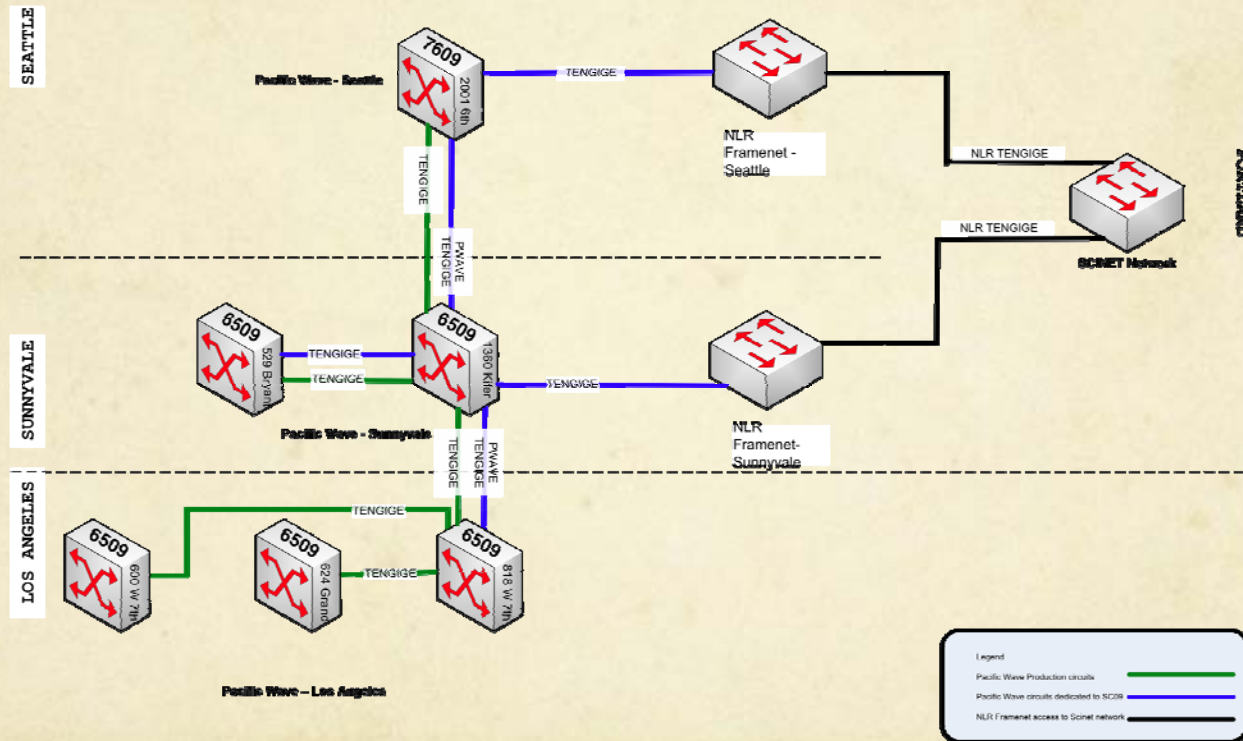 SEATTLE
7609
2001 6th
Pacific Wave - Seattle
TENGIGE
NLR
Framenet -
Seattle
NLR TENGIGE
PORTLAND
TENGIGE
PWAVE
TENGIGE
NLR TENGIGE
SCINET Network
SUNNYVALE
6509
529 Bryant
TENGIGE
TENGIGE
6509
1380 Kifer
TENGIGE
Pacific Wave - Sunnyvale
NLR
Framenet-
Sunnyvale
TENGIGE
PWAVE
TENGIGE
LOS ANGELES
TENGIGE
6509
600 W 7th
6509
624 Grand
TENGIGE
6509
818 W 7th
Pacific Wave – Los Angeles
Legend
Pacific Wave Production circuits
Pacific Wave circuits dedicated to SC09
NLR Framenet access to Scinet network